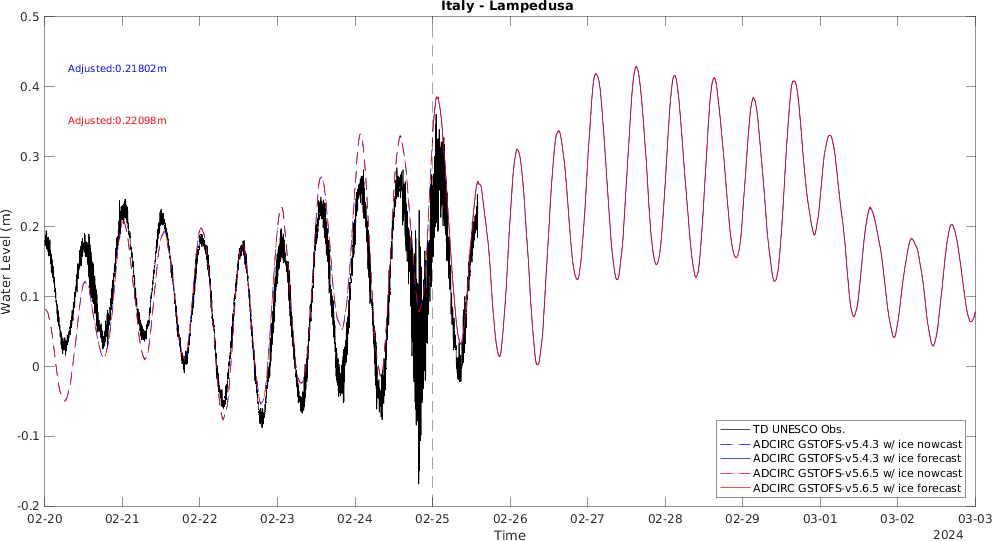 Italy - Lampedusa
0.5
0.4
0.3
0.2
0.1
0
-0.1
-0.2
Water Level (m)
Adjusted:0.21802m
Adjusted:0.22098m
TD UNESCO Obs.
ADCIRC GSTOFS-v5.4.3 w/ ice nowcast
ADCIRC GSTOFS-v5.4.3 w/ ice forecast
ADCIRC GSTOFS-v5.6.5 w/ ice nowcast
ADCIRC GSTOFS-v5.6.5 w/ ice forecast
02-20 02-21 02-22 02-23 02-24 02-25 02-26 02-27 02-28 02-29 03-01 03-02 03-03
Time
2024